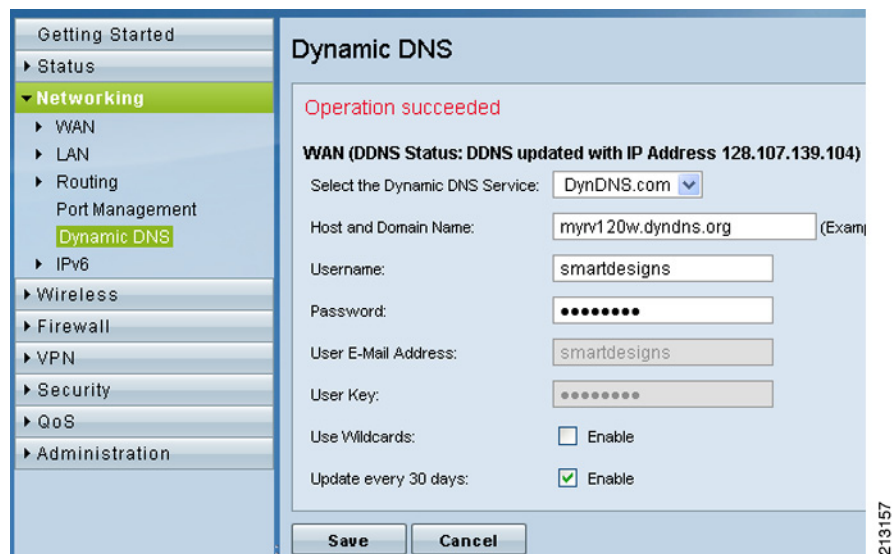 Getting Started
Status
Networking
WAN
LAN
Routing
Port Management
Dynamic DNS
IPv6
Wireless
Firewall
VPN
Security
QoS
Administration
Dynamic DNS
Operation succeeded
WAN (DDNS Status: DDNS updated with IP Address 128.107.139.104)
Select the Dynamic DNS Service: DynDNS.com
Host and Domain Name: myrv120w.dyndns.org (Exam
Username: smartdesigns
Password: ••••••••
User E-Mail Address: smartdesigns
User Key: ••••••••
Use Wildcards: Enable
Update every 30 days: Enable
Save Cancel
213157